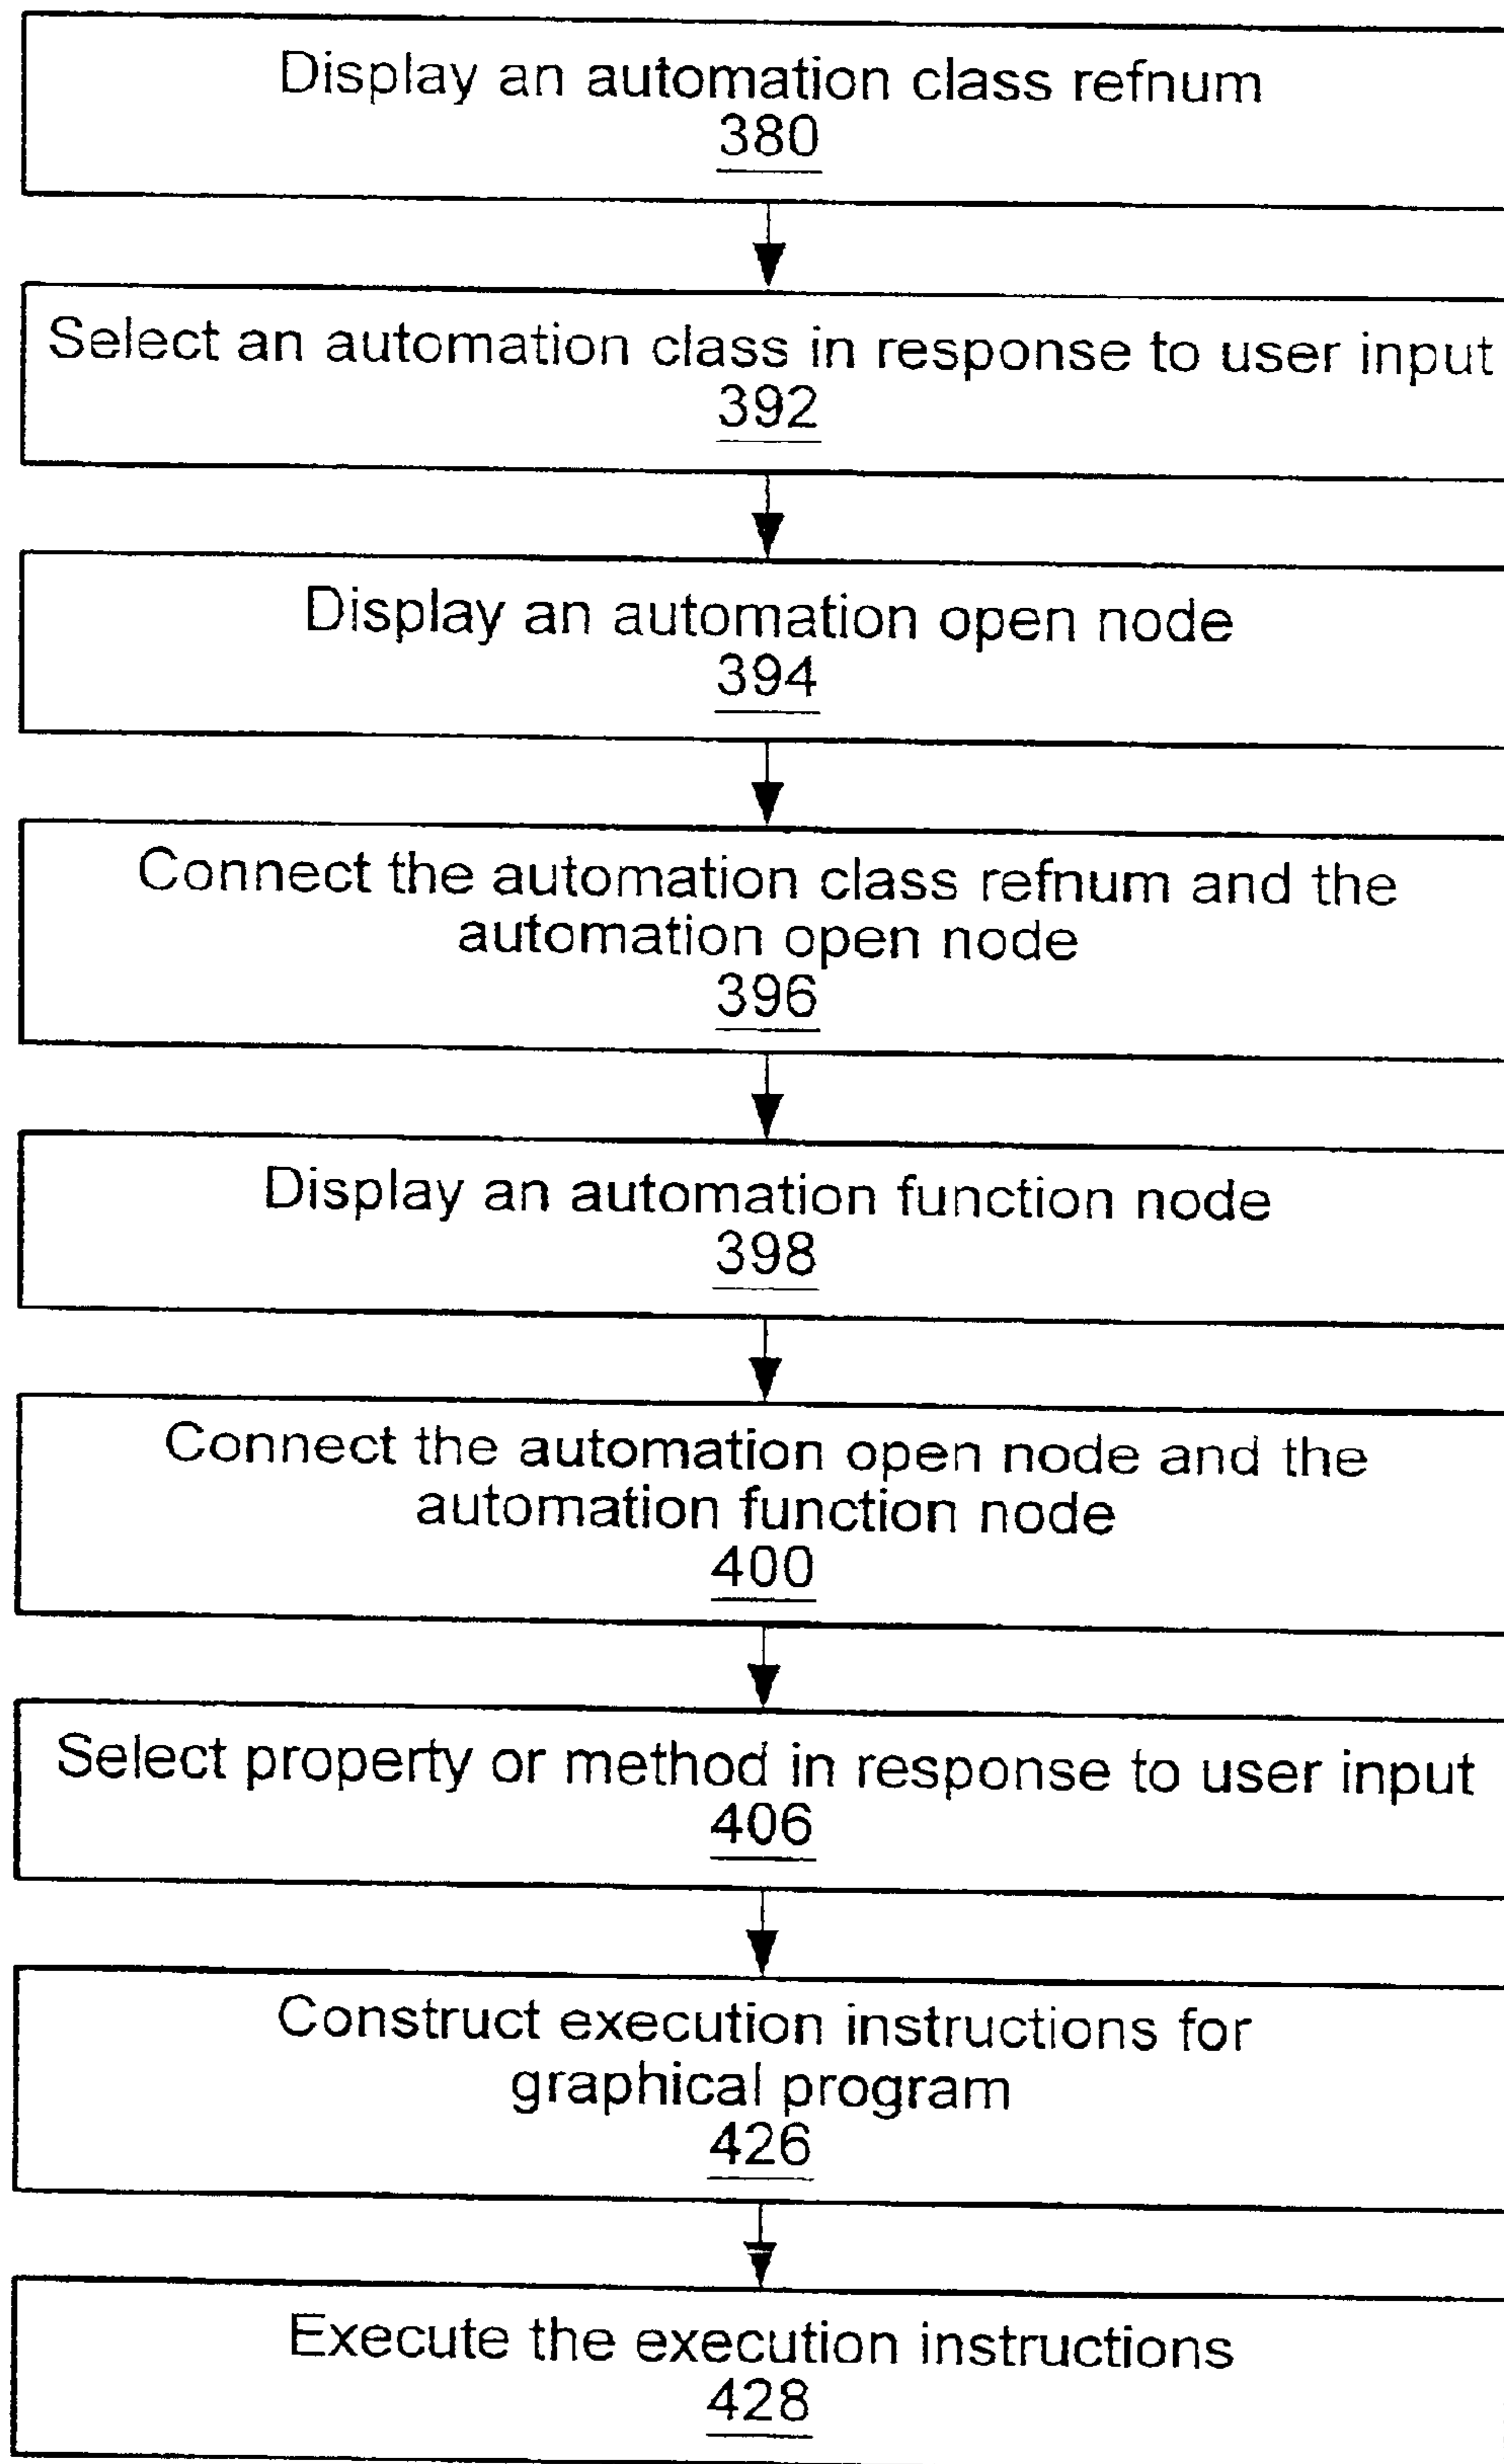 Display an automation class refnum
380
Select an automation class in response to user input
392
Display an automation open node
394
Connect the automation class refnum and the
automation open node
396
Display an automation function node
398
Connect the automation open node and the
automation function node
400
Select property or method in response to user input
406
Construct execution instructions for
graphical program
426
Execute the execution instructions
428